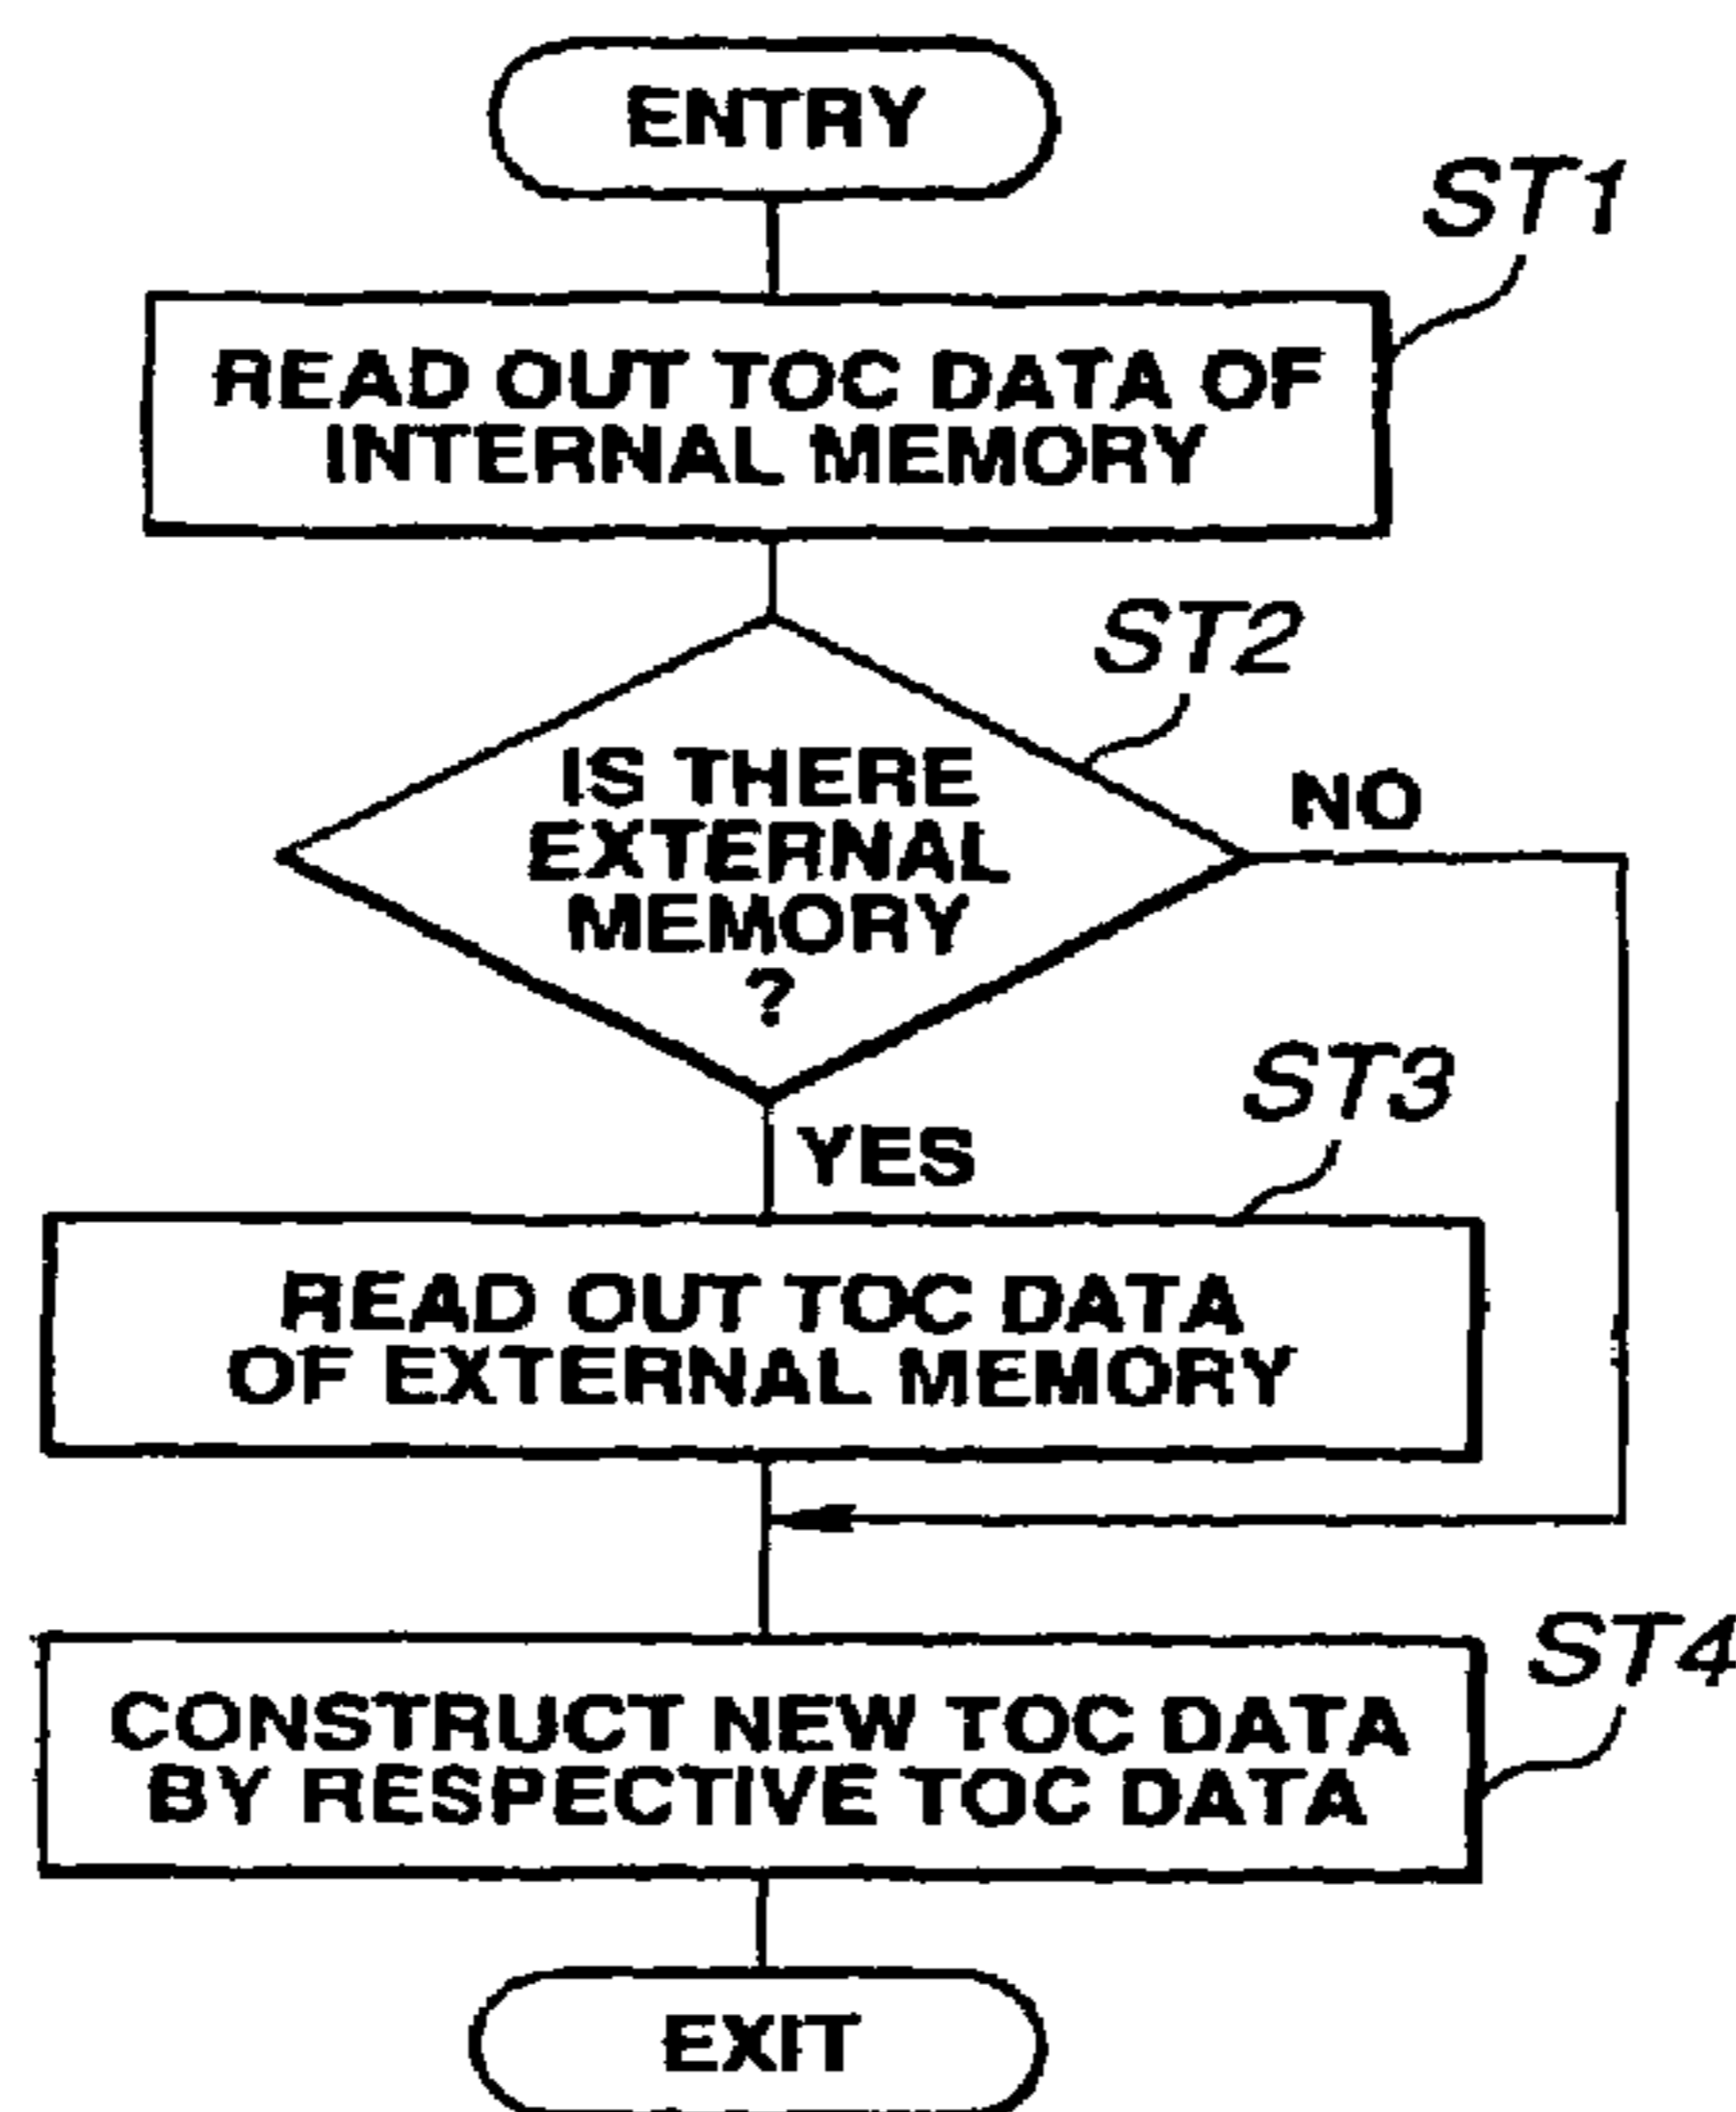 ENTRY
ST1
READ OUT TOC DATA OF
INTERNAL MEMORY
ST2
IS THERE
EXTERNAL
MEMORY
?
NO
YES
ST3
READ OUT TOC DATA
OF EXTERNAL MEMORY
ST4
CONSTRUCT NEW TOC DATA
BY RESPECTIVE TOC DATA
EXIT